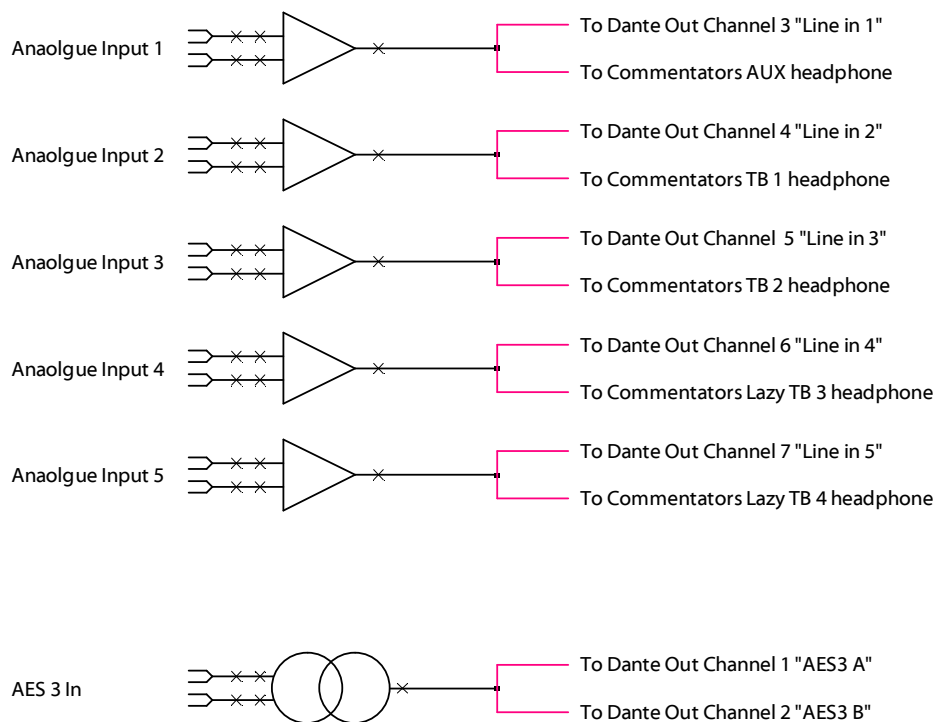 To Dante Out Channel 3 "Line in 1"
Anaolgue Input 1
To Commentators AUX headphone
To Dante Out Channel 4 "Line in 2"
Anaolgue Input 2
To Commentators TB 1 headphone
To Dante Out Channel 5 "Line in 3"
Anaolgue Input 3
To Commentators TB 2 headphone
To Dante Out Channel 6 "Line in 4"
Anaolgue Input 4
To Commentators Lazy TB 3 headphone
To Dante Out Channel 7 "Line in 5"
Anaolgue Input 5
To Commentators Lazy TB 4 headphone
To Dante Out Channel 1 "AES3 A"
AES 3 In
To Dante Out Channel 2 "AES3 B"